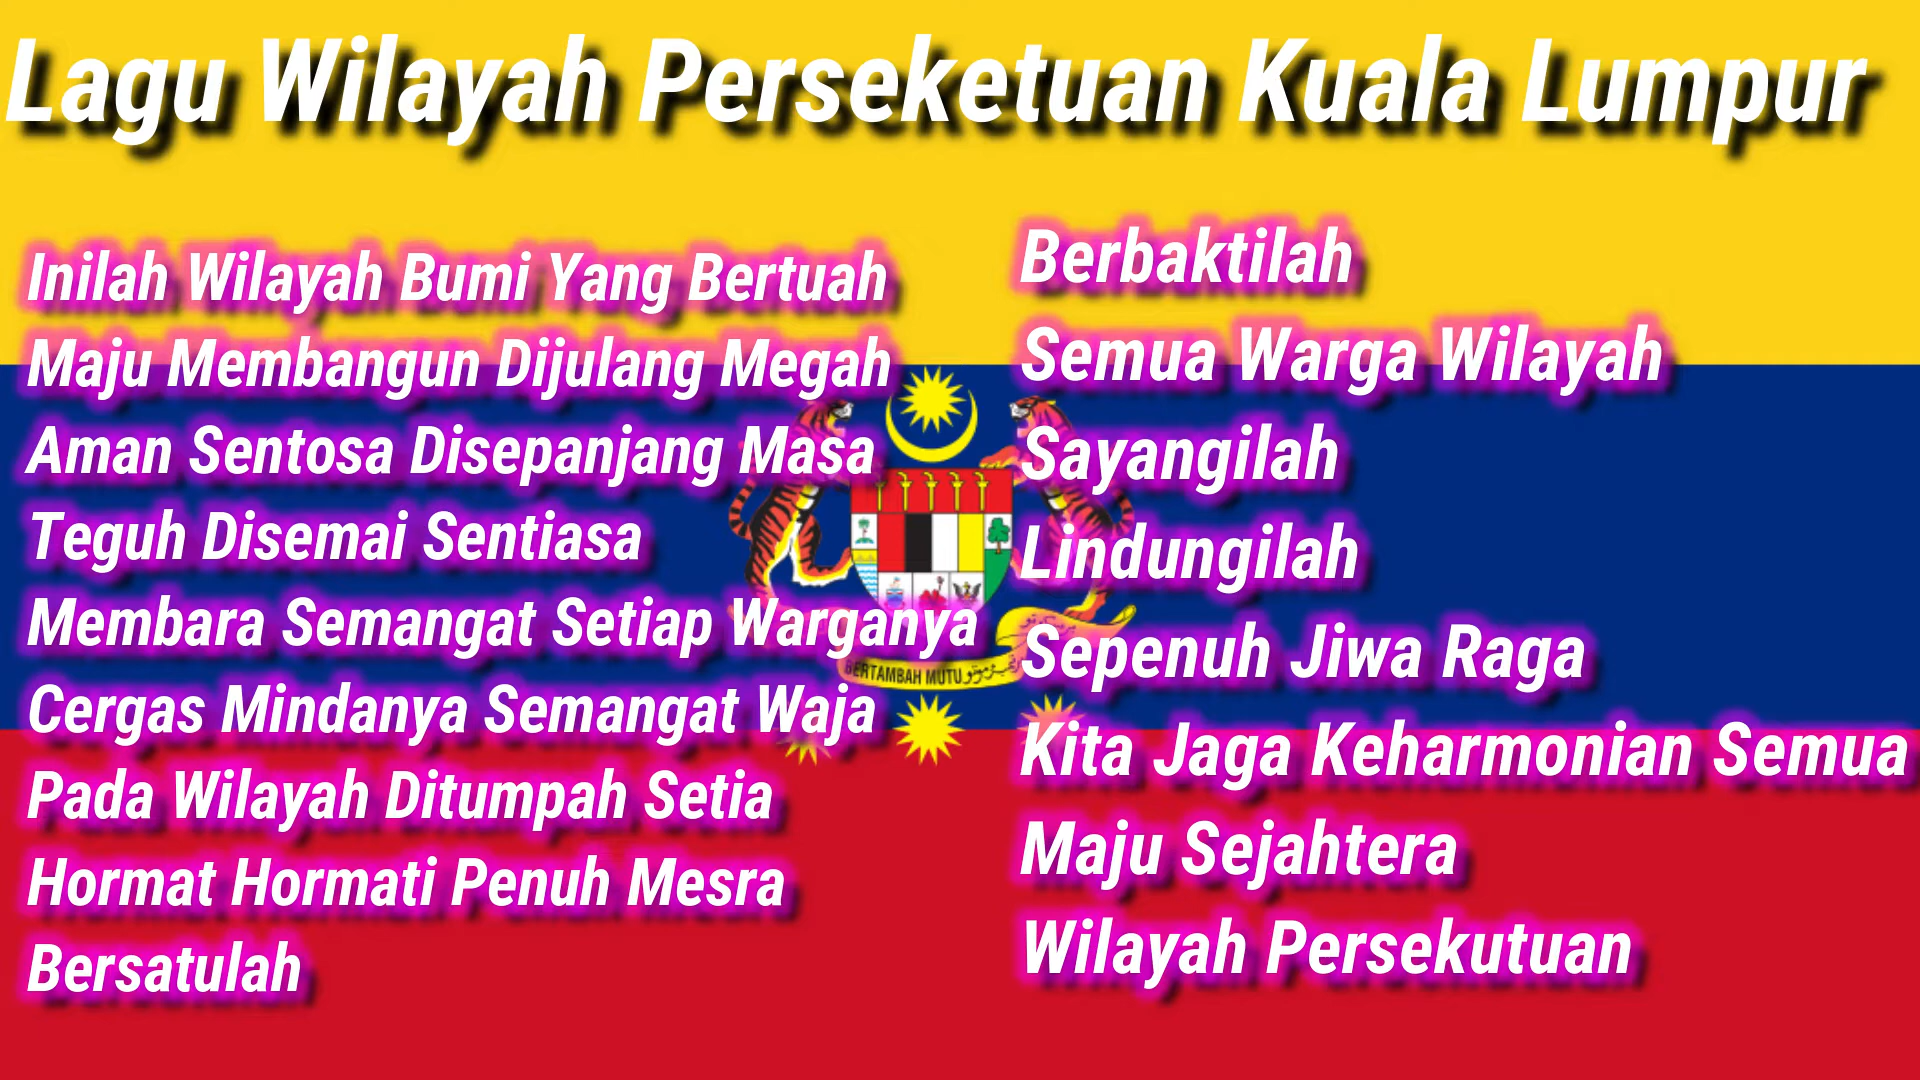 Lagu Wilayah Perseketuan Kuala Lumpur
Inilah Wilayah Bumi Yang Bertuah
Maju Membangun Dijulang Megah
Aman Sentosa Disepanjang Masa
Teguh Disemai Sentiasa
Membara Semangat Setiap Warganya
Cergas Mindanya Semangat Waja
Pada Wilayah Ditumpah Setia
Hormat Hormati Penuh Mesra
Bersatulah
Berbaktilah
Semua Warga Wilayah
Sayangilah
Lindungilah
Sepenuh Jiwa Raga
Kita Jaga Keharmonian Semua
Maju Sejahtera
Wilayah Persekutuan
BERTAMBAH MUTU